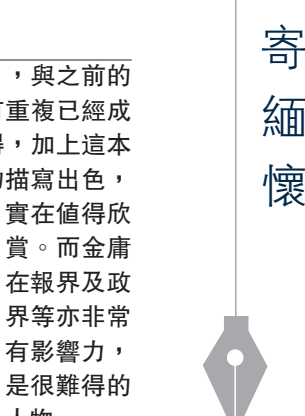 ，與之前的
重複已經成
，加上這本
描寫出色，
實在值得欣
賞。而金庸
在報界及政
界等亦非常
有影響力，
是很難得的
寄
緬
懷